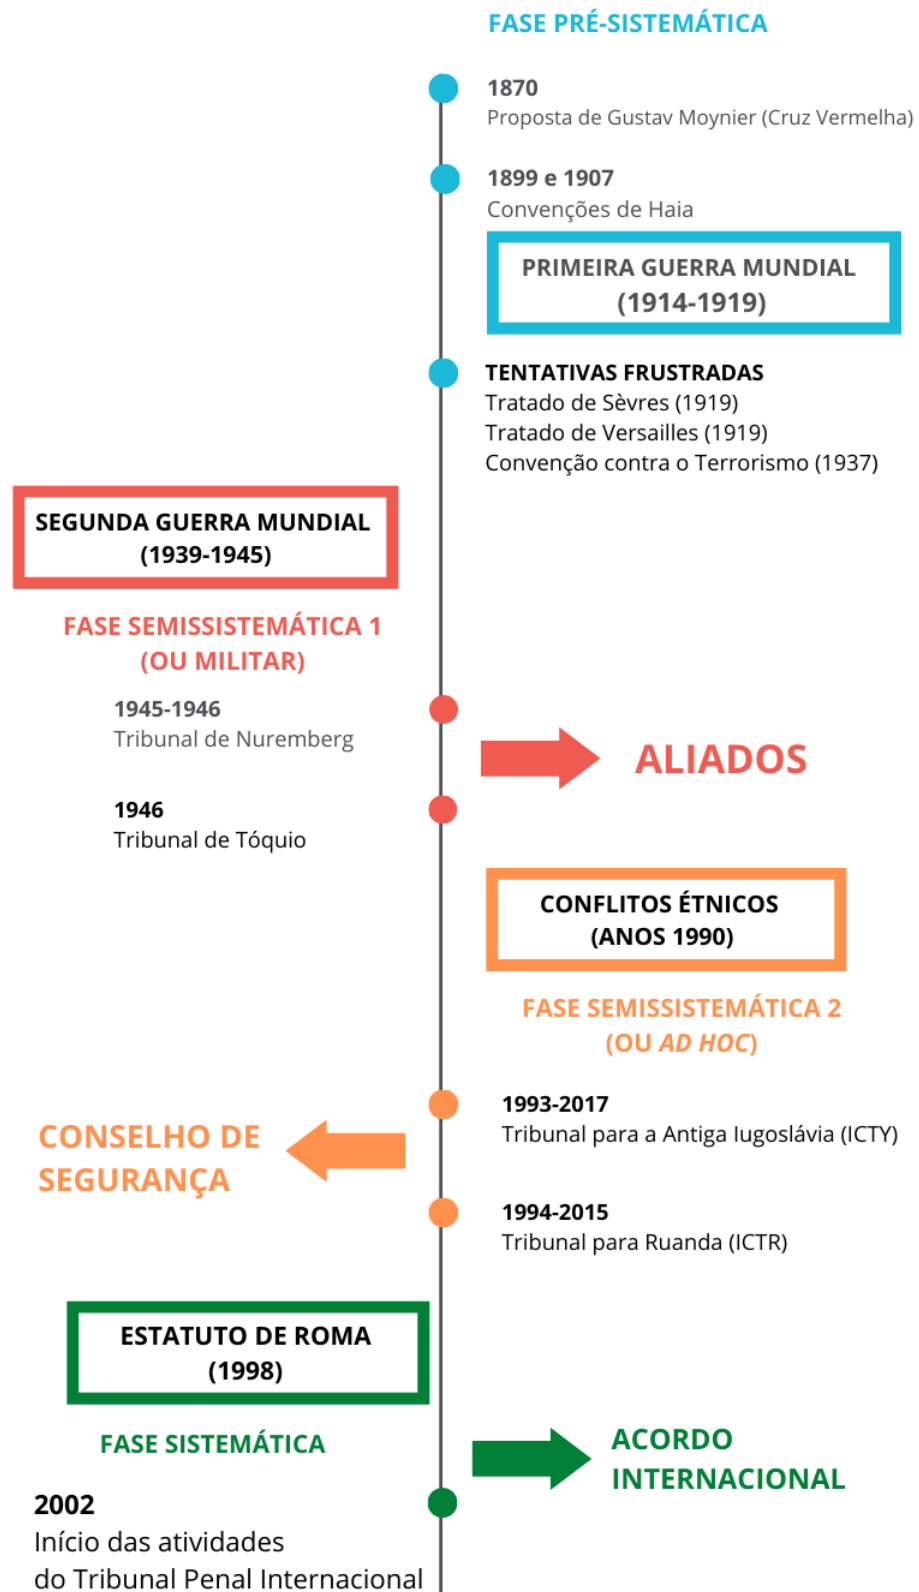 FASE PRÉ-SISTEMÁTICA
1870
Proposta de Gustav Moynier (Cruz Vermelha)
1899 e 1907
Convenções de Haia
PRIMEIRA GUERRA MUNDIAL
(1914-1919)
TENTATIVAS FRUSTRADAS
Tratado de Sèvres (1919)
Tratado de Versailles (1919)
Convenção contra o Terrorismo (1937)
SEGUNDA GUERRA MUNDIAL
(1939-1945)
FASE SEMISSISTEMÁTICA 1
(OU MILITAR)
1945-1946
Tribunal de Nuremberg
ALIADOS
1946
Tribunal de Tóquio
CONFLITOS ÉTNICOS
(ANOS 1990)
FASE SEMISSISTEMÁTICA 2
(OU AD HOC)
1993-2017
Tribunal para a Antiga Iugoslávia (ICTY)
CONSELHO DE
SEGURANÇA
1994-2015
Tribunal para Ruanda (ICTR)
ESTATUTO DE ROMA
(1998)
FASE SISTEMÁTICA
ACORDO
INTERNACIONAL
2002
Início das atividades
do Tribunal Penal Internacional